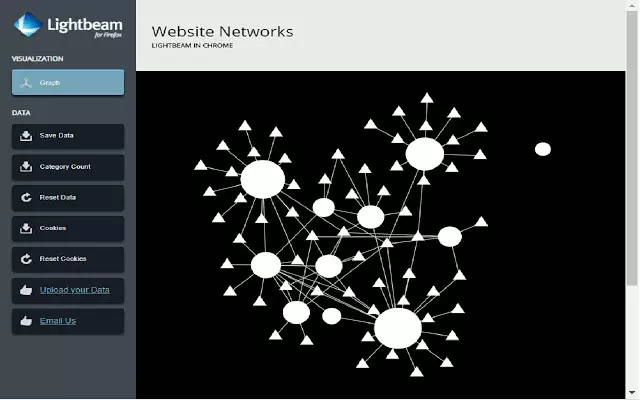 Lightbeam
for Firefox
VISUALIZATION
Graph
DATA
Save Data
Category Count
Reset Data
Cookies
Reset Cookies
Upload your Data
Email Us
Website Networks
LIGHTBEAM IN CHROME